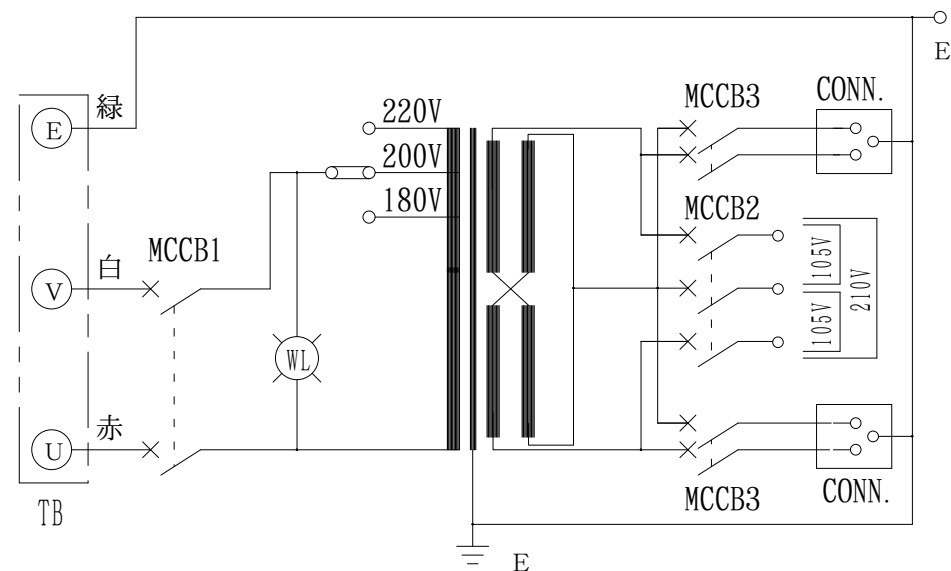 E
緑
E
220V
200V
180V
MCCB3
CONN.
MCCB2
105V
105V
210V
白
V
MCCB1
WL
赤
U
TB
MCCB3
CONN.
E